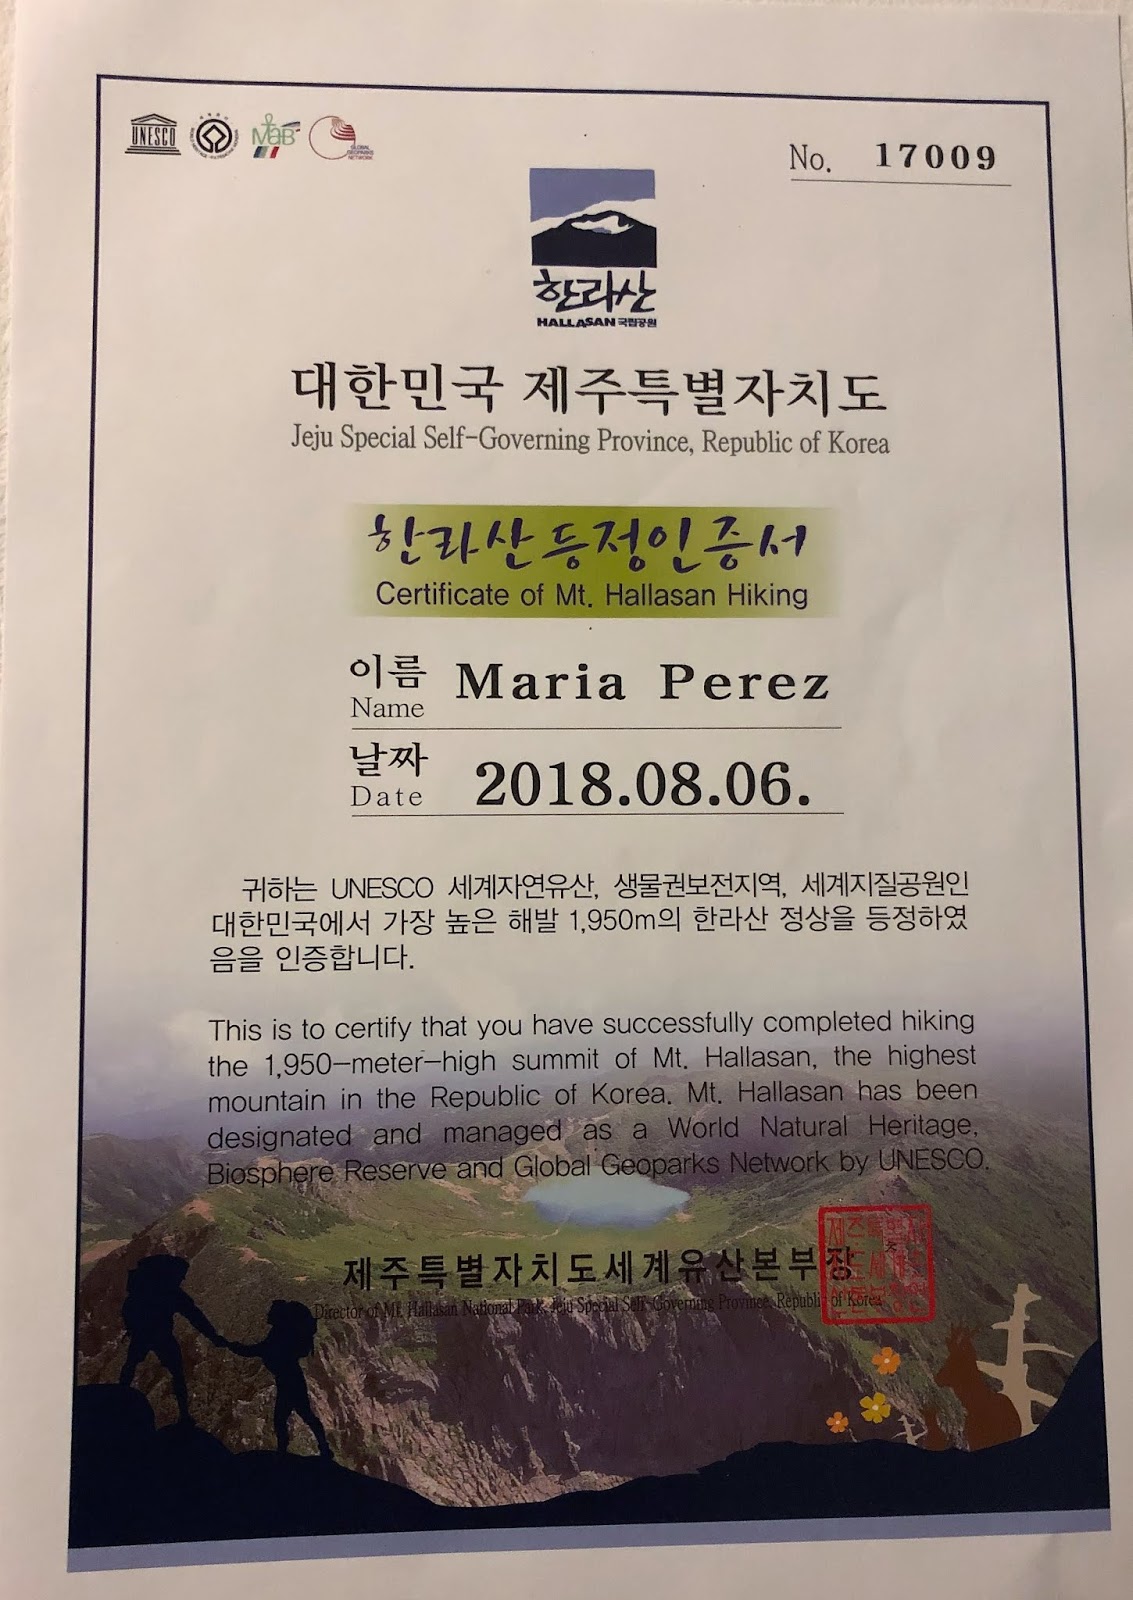 UNESCO
MaB
GLOBAL
GEOPARKS
NETWORK
No. 17009
한라산
HALLASAN 국립공원
대한민국 제주특별자치도
Jeju Special Self-Governing Province, Republic of Korea
한라산등정인증서
Certificate of Mt. Hallasan Hiking
이름 Maria Perez
Name
날짜 2018.08.06.
Date
귀하는 UNESCO 세계자연유산, 생물권보전지역, 세계지질공원인
대한민국에서 가장 높은 해발 1,950m의 한라산 정상을 등정하였
음을 인증합니다.
This is to certify that you have successfully completed hiking
the 1,950-meter-high summit of Mt. Hallasan, the highest
mountain in the Republic of Korea. Mt. Hallasan has been
designated and managed as a World Natural Heritage,
Biosphere Reserve and Global Geoparks Network by UNESCO.
제주특별자치도세계유산본부장
Director of Mt. Hallasan National Park, Jeju Special Self-Governing Province, Republic of Korea